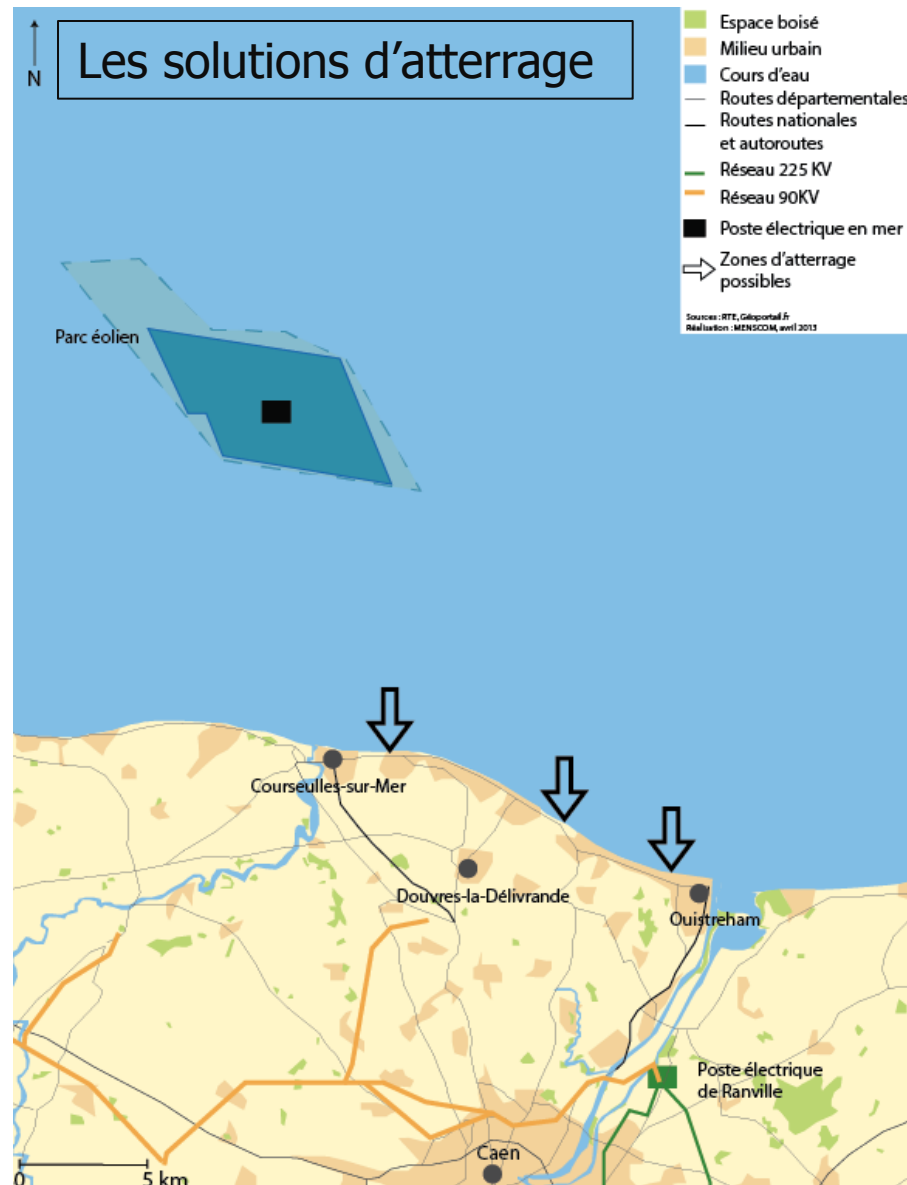 N
Les solutions d'atterrage
Espace boisé
Milieu urbain
Cours d'eau
Routes départementales
Routes nationales
et autoroutes
Réseau 225 KV
Réseau 90KV
Poste électrique en mer
Zones d'atterrage
possibles
Sources : RTE, Géoportail.fr
Réalisation : MENSCOM, avril 2013
Parc éolien
Courseulles-sur-Mer
Douvres-la-Délivrande
Ouistreham
Poste électrique
de Ranville
Caen
0 5 km